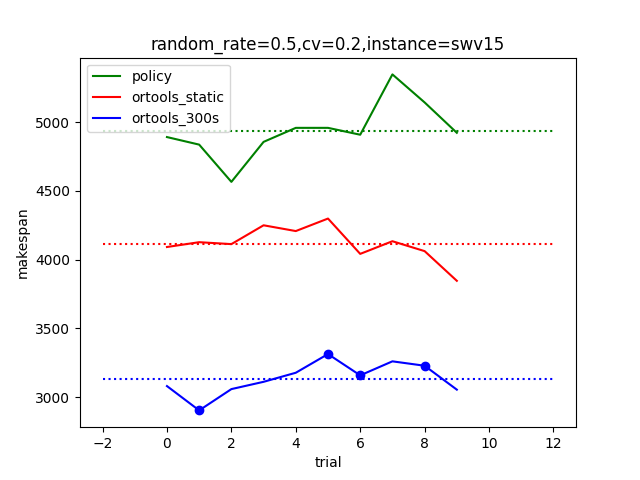 random_rate=0.5,cv=0.2,instance=swv15
policy
ortools_static
ortools_300s
makespan
5000
4500
4000
3500
3000
−2 0 2 4 6 8 10 12
trial